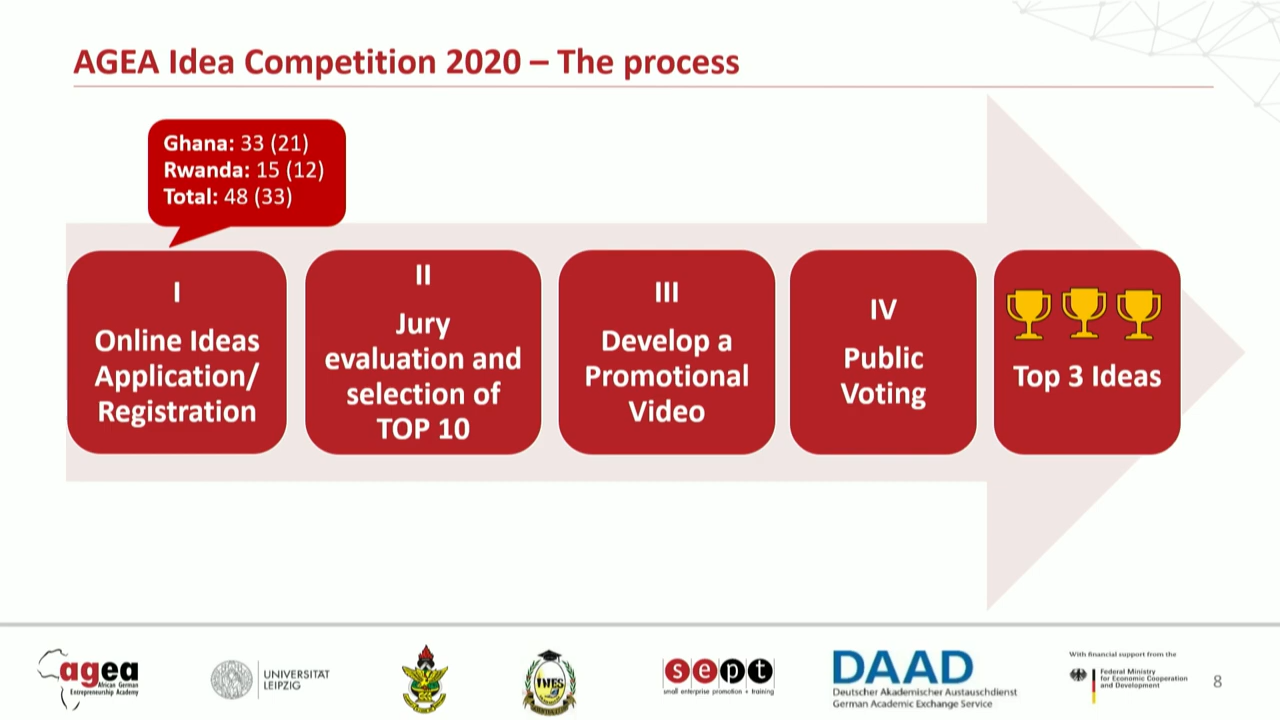 AGEA Idea Competition 2020 – The process
Ghana: 33 (21)
Rwanda: 15 (12)
Total: 48 (33)
I
Online Ideas
Application/
Registration
II
Jury
evaluation and
selection of
TOP 10
III
Develop a
Promotional
Video
IV
Public
Voting
Top 3 Ideas
agea
African German
Entrepreneurship Academy
UNIVERSITÄT
LEIPZIG
INES
sept
small enterprise promotion + training
DAAD
Deutscher Akademischer Austauschdienst
German Academic Exchange Service
With financial support from the
Federal Ministry
for Economic Cooperation
and Development
8